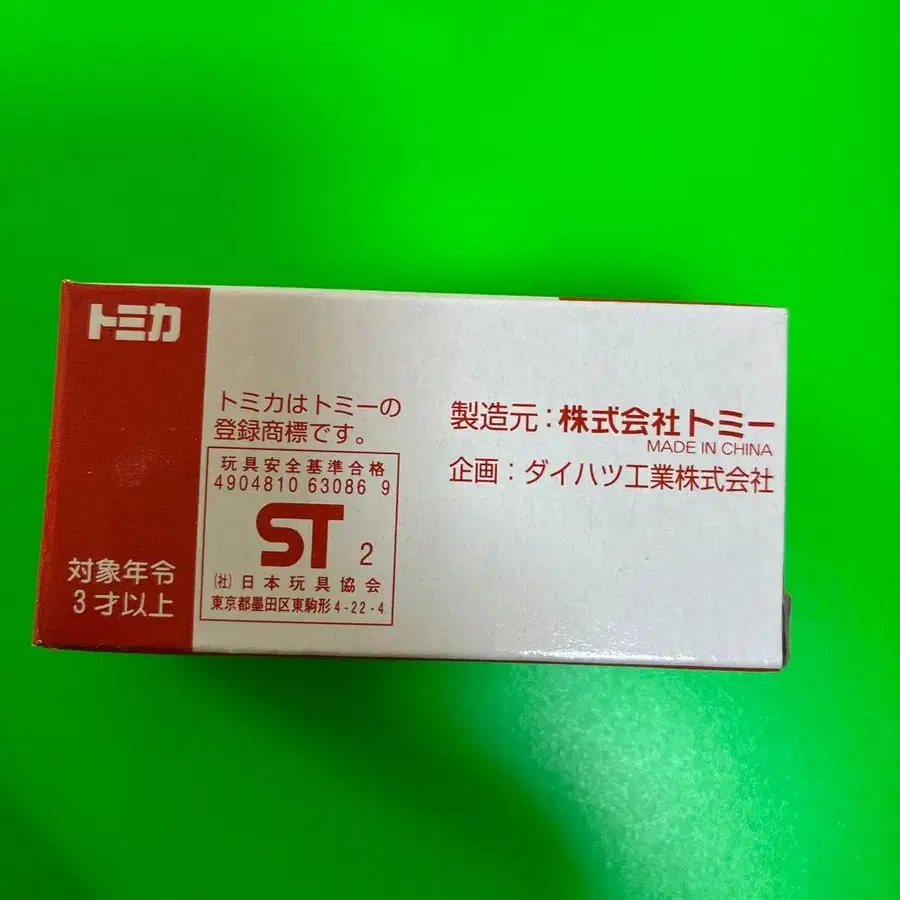 トミカ
トミカはトミーの
登録商標です。
玩具安全基準合格
4904810 63086 9
ST 2
(社)日本玩具協会
東京都墨田区東駒形4-22-4
製造元:株式会社トミー
MADE IN CHINA
企画:ダイハツ工業株式会社
対象年令
3才以上